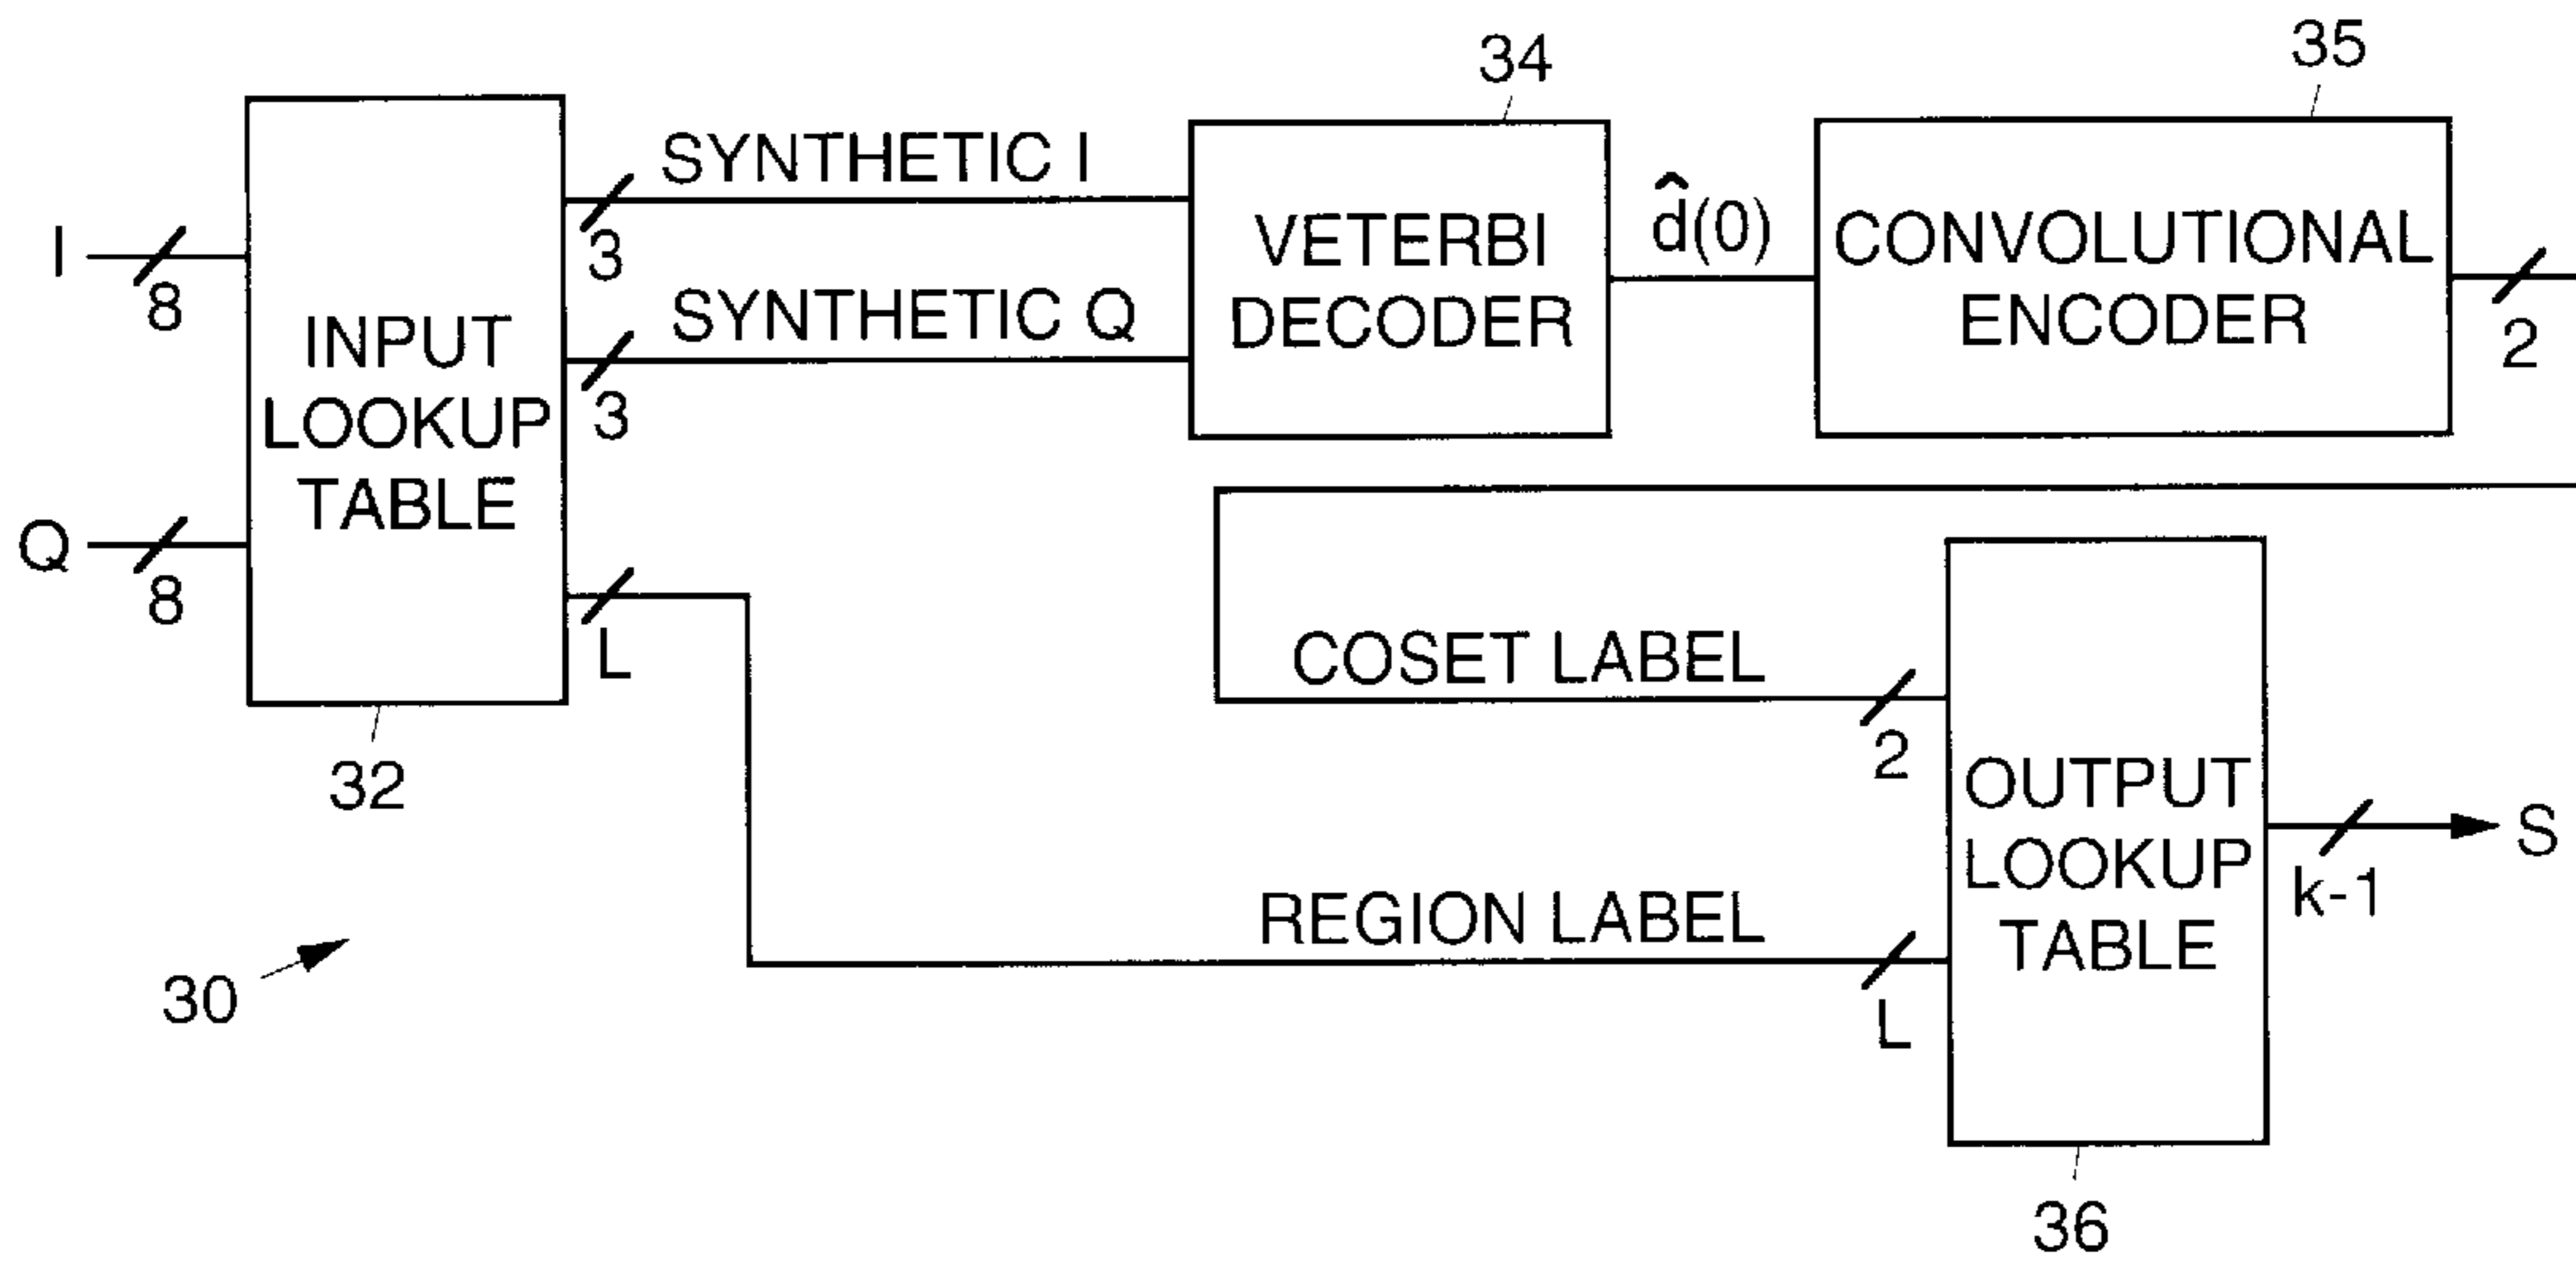 34
35
SYNTHETIC I
3
I
8
INPUT
LOOKUP
TABLE
SYNTHETIC Q
3
VETERBI
DECODER
d̂(0)
CONVOLUTIONAL
ENCODER
2
Q
8
L
32
COSET LABEL
2
OUTPUT
LOOKUP
TABLE
S
k-1
REGION LABEL
L
30
36